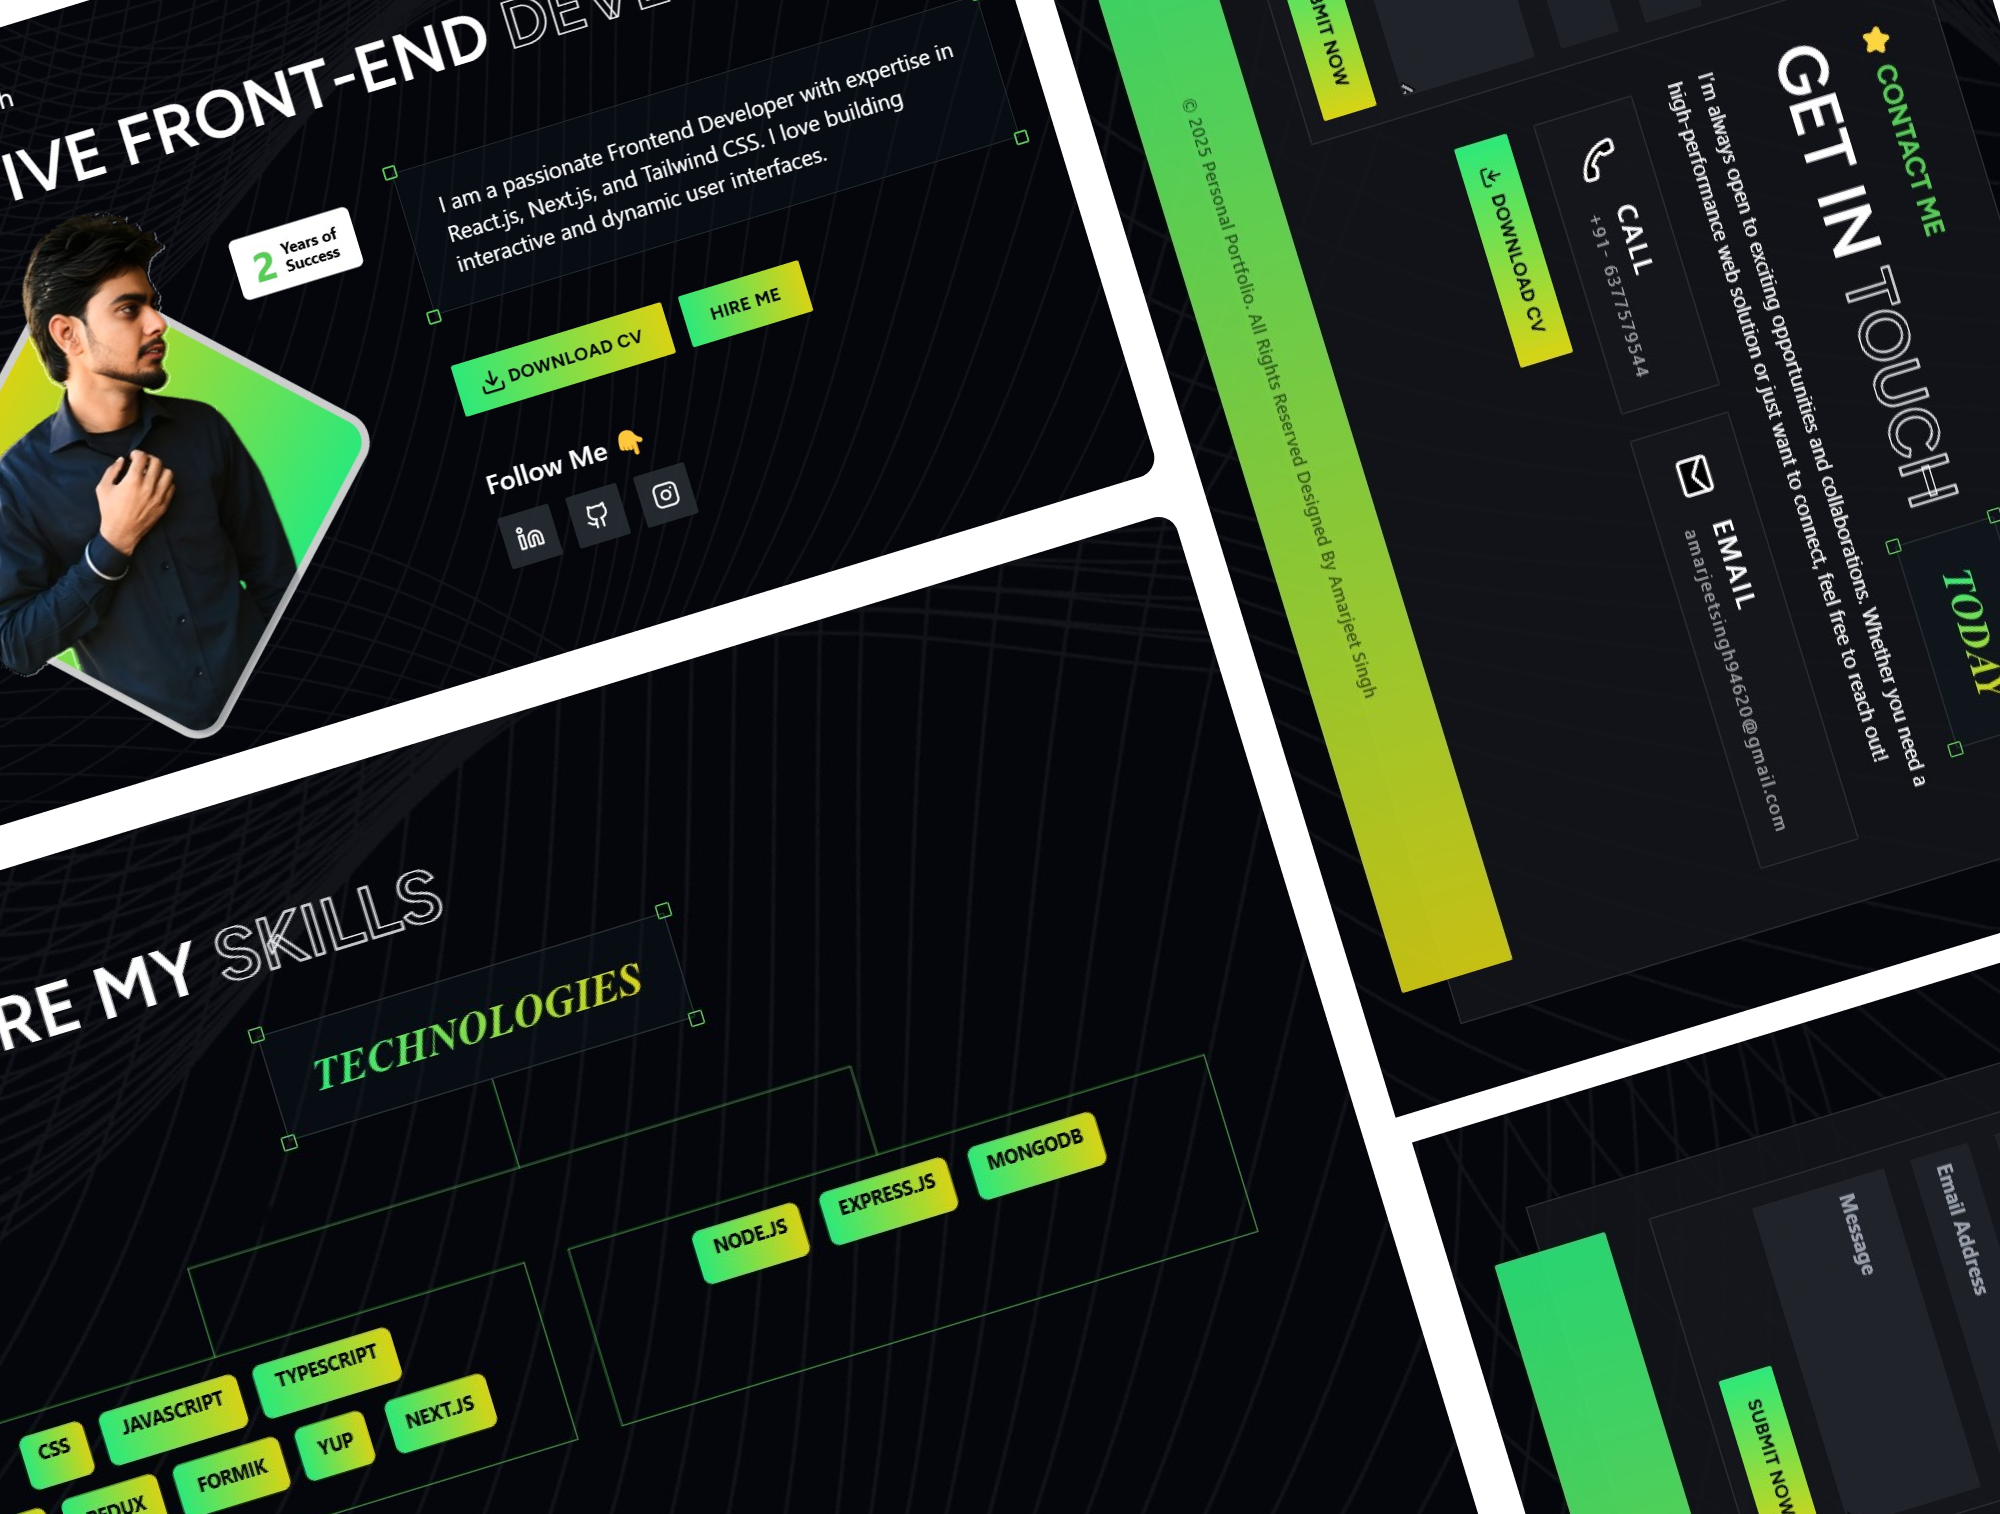 IVE FRONT-END DEVE
I am a passionate Frontend Developer with expertise in
React.js, Next.js, and Tailwind CSS. I love building
interactive and dynamic user interfaces.
2 Years of
Success
DOWNLOAD CV
HIRE ME
Follow Me 👇
in
RE MY SKILLS
TECHNOLOGIES
NODE.JS
EXPRESS.JS
MONGODB
CSS
JAVASCRIPT
TYPESCRIPT
REDUX
FORMIK
YUP
NEXT.JS
⭐ CONTACT ME
GET IN TOUCH
TODAY
I'm always open to exciting opportunities and collaborations. Whether you need a
high-performance web solution or just want to connect, feel free to reach out!
CALL
+91- 6377579544
EMAIL
amarjeetsingh94620@gmail.com
DOWNLOAD CV
MIT NOW
© 2025 Personal Portfolio. All Rights Reserved Designed By Amarjeet Singh
Email Address
Message
SUBMIT NOW